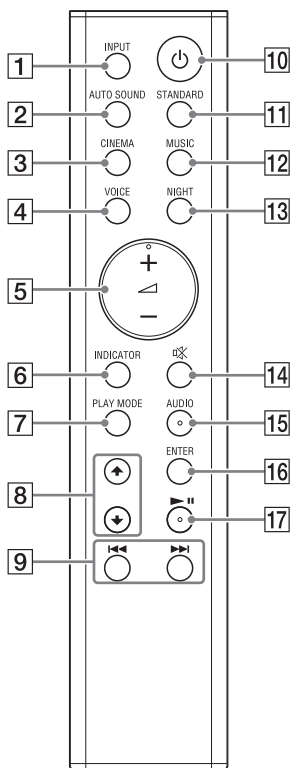 INPUT
1
10
AUTO SOUND STANDARD
2
11
CINEMA MUSIC
3
12
VOICE NIGHT
4
13
+
5
−
INDICATOR
6
14
PLAY MODE AUDIO
7
15
ENTER
8
16
17
9